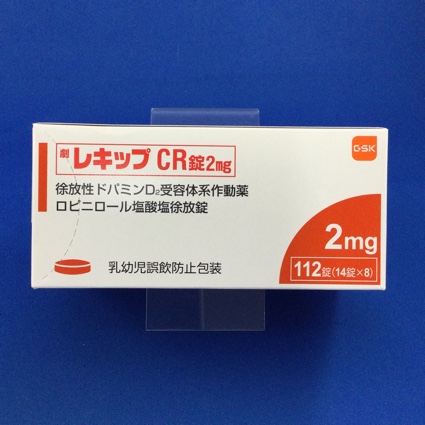 劇 レキップ CR錠2mg
GSK
徐放性ドパミンD2受容体系作動薬
ロピニロール塩酸塩徐放錠
2mg
112錠(14錠×8)
乳幼児誤飲防止包装